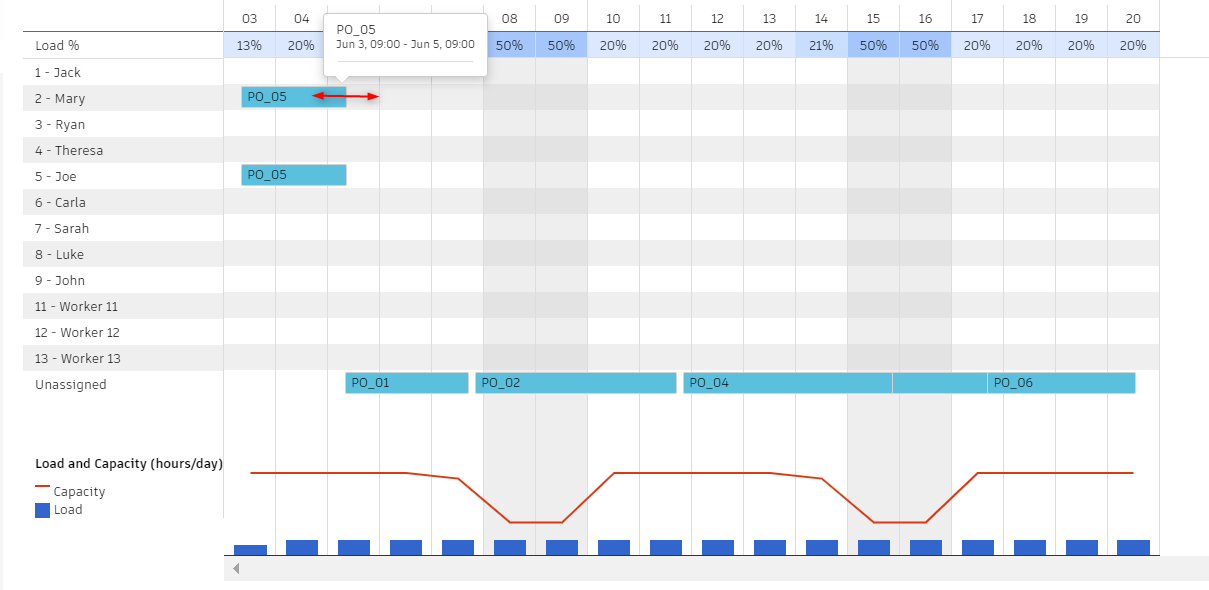 03 04 08 09 10 11 12 13 14 15 16 17 18 19 20
PO_05
Jun 3, 09:00 - Jun 5, 09:00
Load % 13% 20% 50% 50% 20% 20% 20% 20% 21% 50% 50% 20% 20% 20% 20%
1 - Jack
2 - Mary PO_05
3 - Ryan
4 - Theresa
5 - Joe PO_05
6 - Carla
7 - Sarah
8 - Luke
9 - John
11 - Worker 11
12 - Worker 12
13 - Worker 13
Unassigned PO_01 PO_02 PO_04 PO_06
Load and Capacity (hours/day)
Capacity
Load